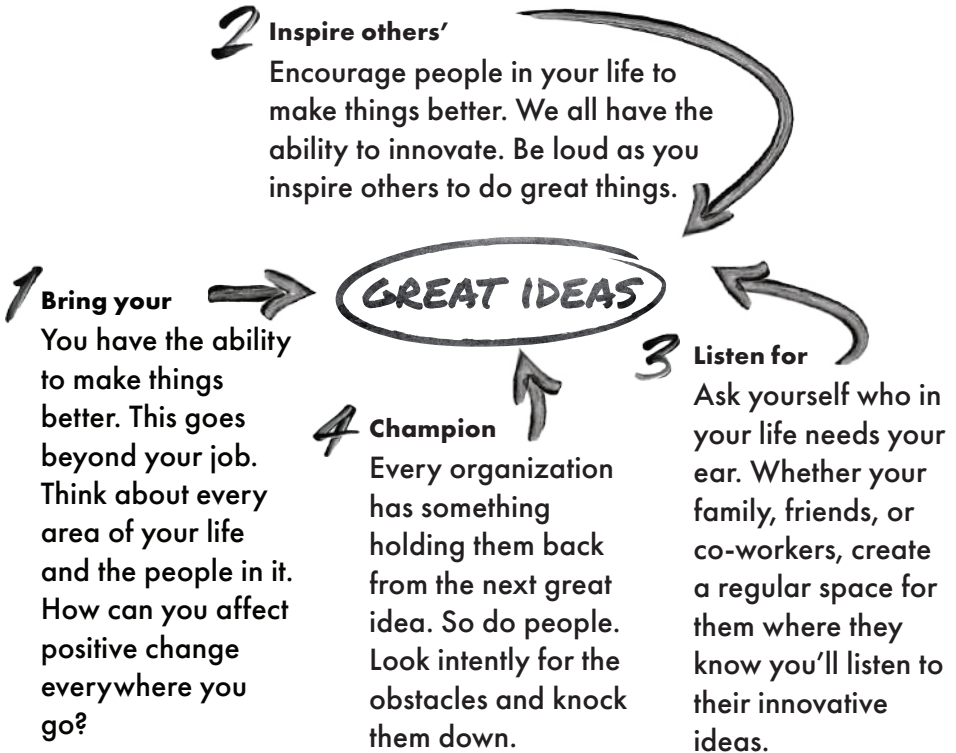 1 Bring your
You have the ability
to make things
better. This goes
beyond your job.
Think about every
area of your life
and the people in it.
How can you affect
positive change
everywhere you
go?
2 Inspire others’
Encourage people in your life to
make things better. We all have the
ability to innovate. Be loud as you
inspire others to do great things.
GREAT IDEAS
3 Listen for
Ask yourself who in
your life needs your
ear. Whether your
family, friends, or
co-workers, create
a regular space for
them where they
know you’ll listen to
their innovative
ideas.
4 Champion
Every organization
has something
holding them back
from the next great
idea. So do people.
Look intently for the
obstacles and knock
them down.